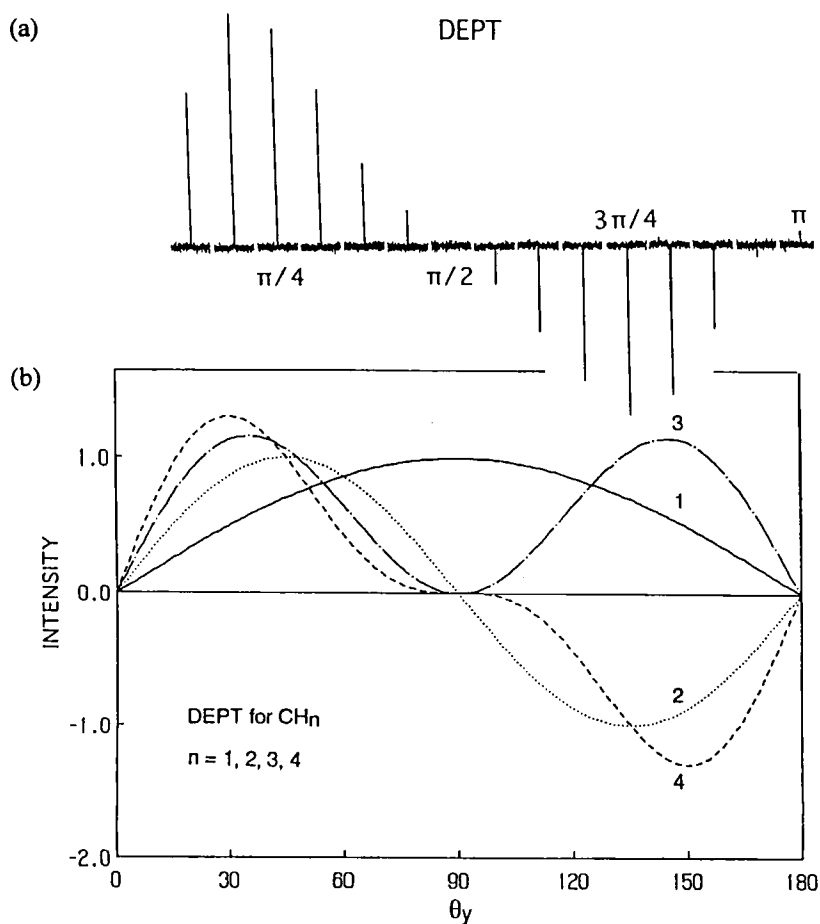 (a)
DEPT
3π/4 π
π/4 π/2
(b)
3
1.0
1
INTENSITY
0.0
2
DEPT for CHn
-1.0
n = 1, 2, 3, 4
4
-2.0
0 30 60 90 120 150 180
θy